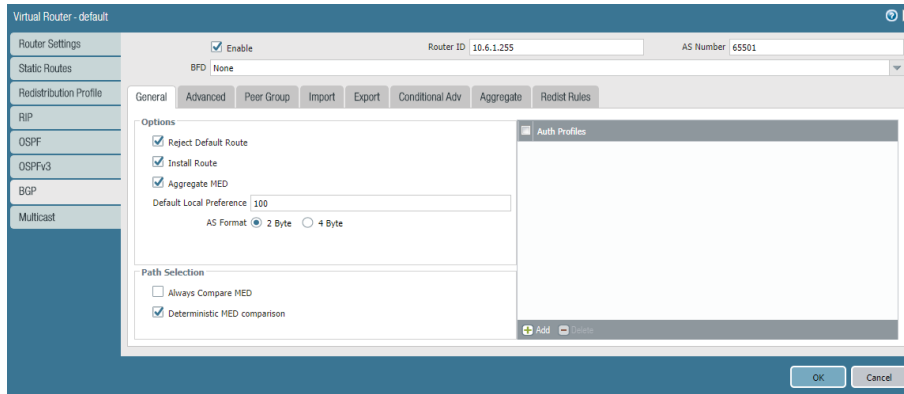 Virtual Router - default
Router Settings
Static Routes
Redistribution Profile
RIP
OSPF
OSPFv3
BGP
Multicast
Enable Router ID 10.6.1.255 AS Number 65501
BFD None
General Advanced Peer Group Import Export Conditional Adv Aggregate Redist Rules
Options
Reject Default Route
Install Route
Aggregate MED
Default Local Preference 100
AS Format 2 Byte 4 Byte
Path Selection
Always Compare MED
Deterministic MED comparison
Auth Profiles
Add Delete
OK Cancel